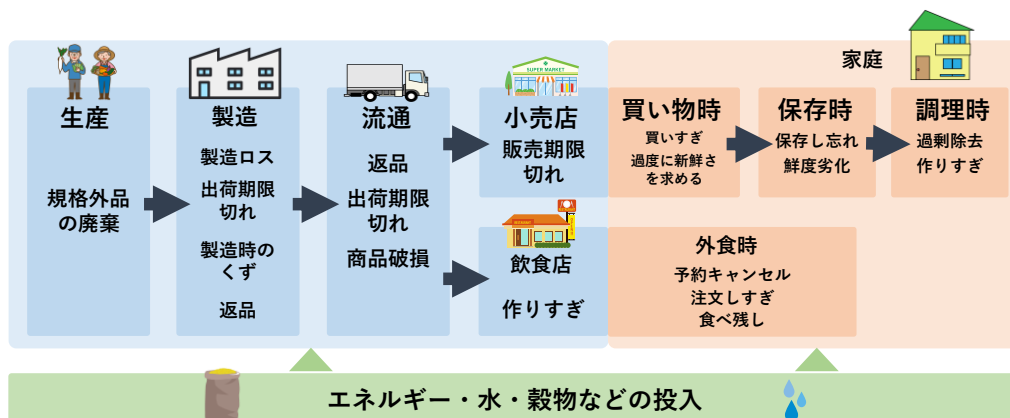 家庭
生産
規格外品
の廃棄
製造
製造ロス
出荷期限
切れ
製造時の
くず
返品
流通
返品
出荷期限
切れ
商品破損
SUPER MARKET
小売店
販売期限
切れ
飲食店
作りすぎ
買い物時
買いすぎ
過度に新鮮さ
を求める
保存時
保存し忘れ
鮮度劣化
調理時
過剰除去
作りすぎ
外食時
予約キャンセル
注文しすぎ
食べ残し
エネルギー・水・穀物などの投入